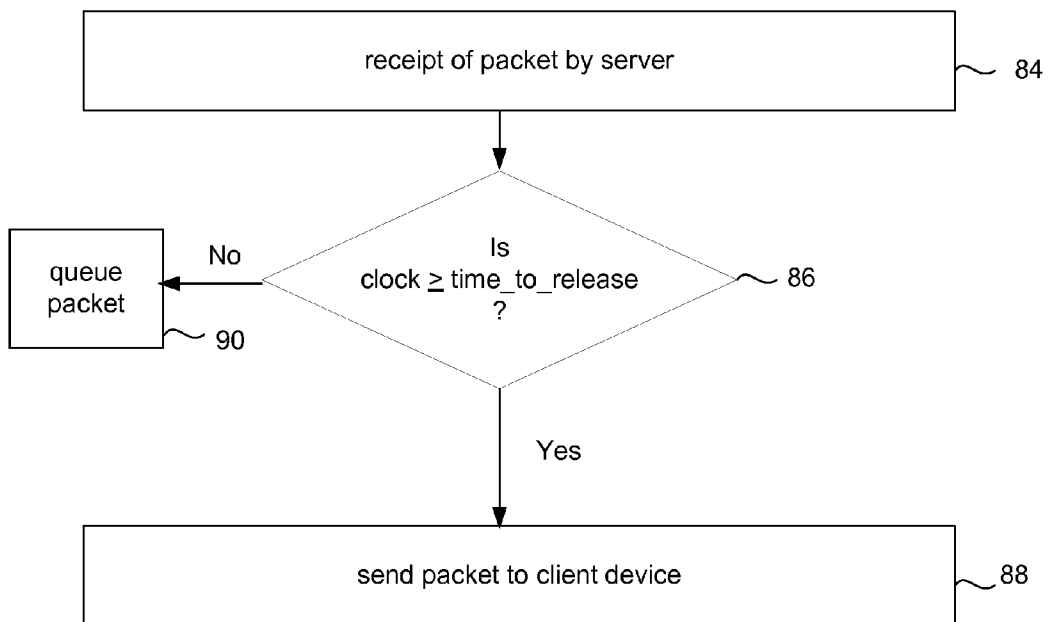 receipt of packet by server
84
Is
clock ≥ time_to_release
?
86
No
queue
packet
90
Yes
send packet to client device
88